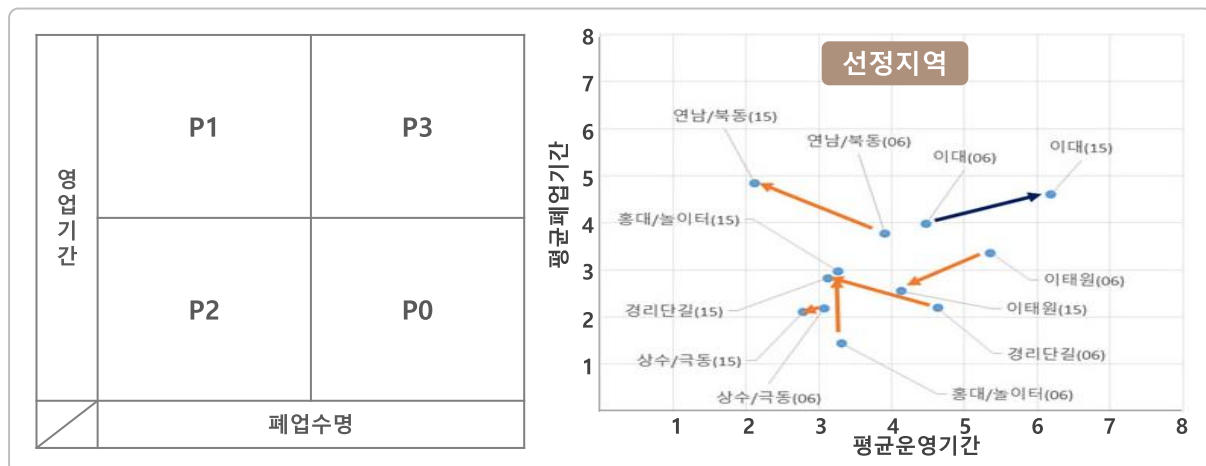 영업기간
P1
P3
P2
P0
폐업수명
선정지역
평균폐업기간
8
7
6
5
4
3
2
1
연남/북동(15)
연남/북동(06)
이대(06)
이대(15)
홍대/놀이터(15)
이태원(06)
경리단길(15)
이태원(15)
상수/극동(15)
경리단길(06)
상수/극동(06)
홍대/놀이터(06)
1 2 3 4 5 6 7 8
평균운영기간